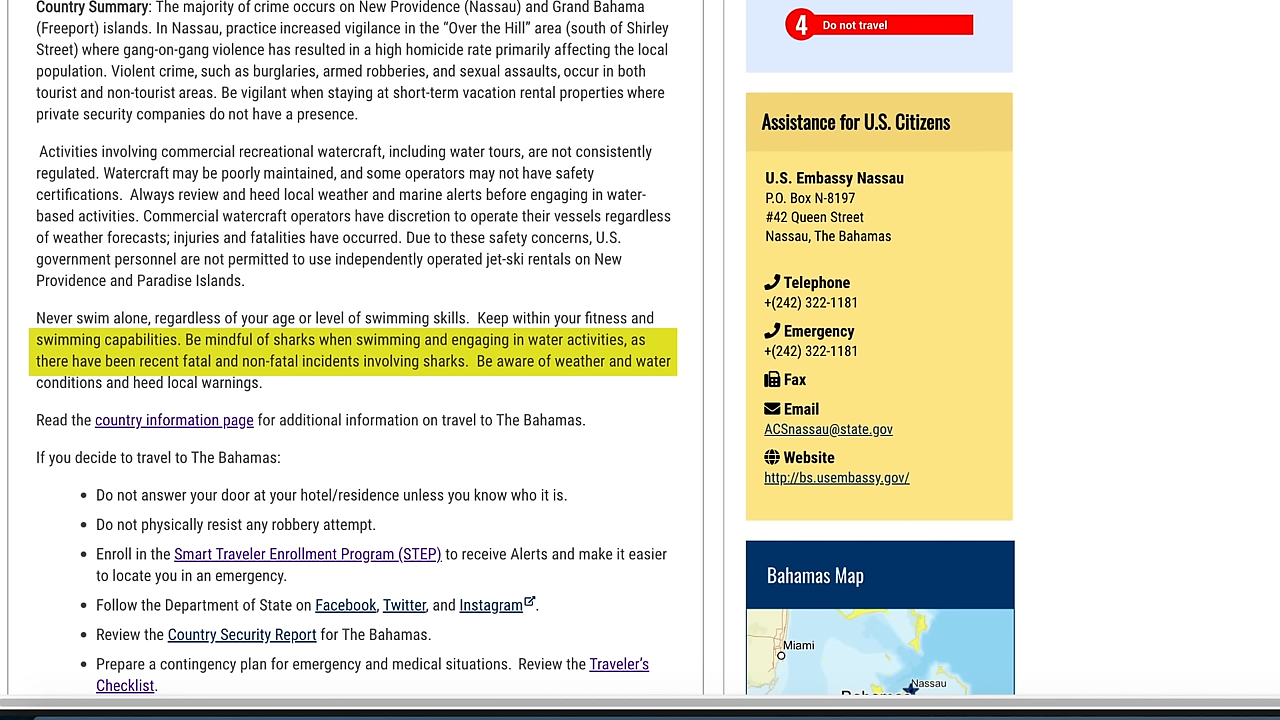 Country Summary: The majority of crime occurs on New Providence (Nassau) and Grand Bahama
(Freeport) islands. In Nassau, practice increased vigilance in the “Over the Hill” area (south of Shirley
Street) where gang-on-gang violence has resulted in a high homicide rate primarily affecting the local
population. Violent crime, such as burglaries, armed robberies, and sexual assaults, occur in both
tourist and non-tourist areas. Be vigilant when staying at short-term vacation rental properties where
private security companies do not have a presence.
Activities involving commercial recreational watercraft, including water tours, are not consistently
regulated. Watercraft may be poorly maintained, and some operators may not have safety
certifications. Always review and heed local weather and marine alerts before engaging in water-
based activities. Commercial watercraft operators have discretion to operate their vessels regardless
of weather forecasts; injuries and fatalities have occurred. Due to these safety concerns, U.S.
government personnel are not permitted to use independently operated jet-ski rentals on New
Providence and Paradise Islands.
Never swim alone, regardless of your age or level of swimming skills. Keep within your fitness and
swimming capabilities. Be mindful of sharks when swimming and engaging in water activities, as
there have been recent fatal and non-fatal incidents involving sharks. Be aware of weather and water
conditions and heed local warnings.
Read the country information page for additional information on travel to The Bahamas.
If you decide to travel to The Bahamas:
• Do not answer your door at your hotel/residence unless you know who it is.
• Do not physically resist any robbery attempt.
• Enroll in the Smart Traveler Enrollment Program (STEP) to receive Alerts and make it easier
to locate you in an emergency.
• Follow the Department of State on Facebook, Twitter, and Instagram.
• Review the Country Security Report for The Bahamas.
• Prepare a contingency plan for emergency and medical situations. Review the Traveler’s
Checklist.
4 Do not travel
Assistance for U.S. Citizens
U.S. Embassy Nassau
P.O. Box N-8197
#42 Queen Street
Nassau, The Bahamas
Telephone
+(242) 322-1181
Emergency
+(242) 322-1181
Fax
Email
ACSnassau@state.gov
Website
http://bs.usembassy.gov/
Bahamas Map
Miami
Nassau
Bahamas